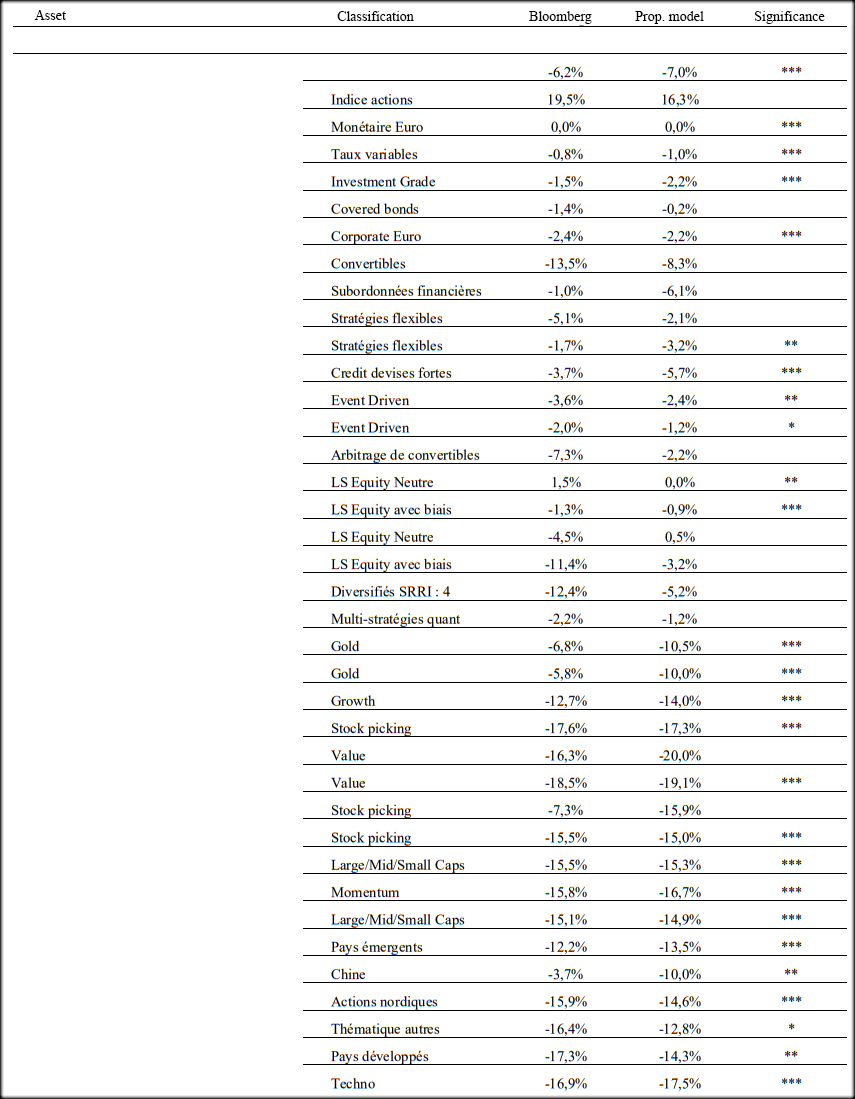 Asset Classification Bloomberg Prop. model Significance
-6,2% -7,0% ***
Indice actions 19,5% 16,3%
Monétaire Euro 0,0% 0,0% ***
Taux variables -0,8% -1,0% ***
Investment Grade -1,5% -2,2% ***
Covered bonds -1,4% -0,2%
Corporate Euro -2,4% -2,2% ***
Convertibles -13,5% -8,3%
Subordonnées financières -1,0% -6,1%
Stratégies flexibles -5,1% -2,1%
Stratégies flexibles -1,7% -3,2% **
Credit devises fortes -3,7% -5,7% ***
Event Driven -3,6% -2,4% **
Event Driven -2,0% -1,2% *
Arbitrage de convertibles -7,3% -2,2%
LS Equity Neutre 1,5% 0,0% **
LS Equity avec biais -1,3% -0,9% ***
LS Equity Neutre -4,5% 0,5%
LS Equity avec biais -11,4% -3,2%
Diversifiés SRRI : 4 -12,4% -5,2%
Multi-stratégies quant -2,2% -1,2%
Gold -6,8% -10,5% ***
Gold -5,8% -10,0% ***
Growth -12,7% -14,0% ***
Stock picking -17,6% -17,3% ***
Value -16,3% -20,0%
Value -18,5% -19,1% ***
Stock picking -7,3% -15,9%
Stock picking -15,5% -15,0% ***
Large/Mid/Small Caps -15,5% -15,3% ***
Momentum -15,8% -16,7% ***
Large/Mid/Small Caps -15,1% -14,9% ***
Pays émergents -12,2% -13,5% ***
Chine -3,7% -10,0% **
Actions nordiques -15,9% -14,6% ***
Thématique autres -16,4% -12,8% *
Pays développés -17,3% -14,3% **
Techno -16,9% -17,5% ***